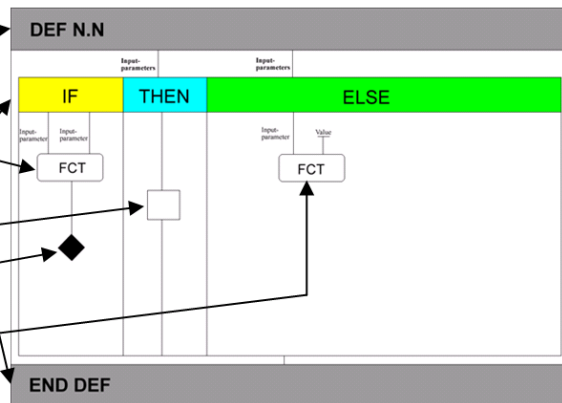 DEF N.N
Input-
parameters
Input-
parameters
IF
THEN
ELSE
Input-
parameter
Input-
parameter
Input-
parameter
Value
FCT
FCT
END DEF